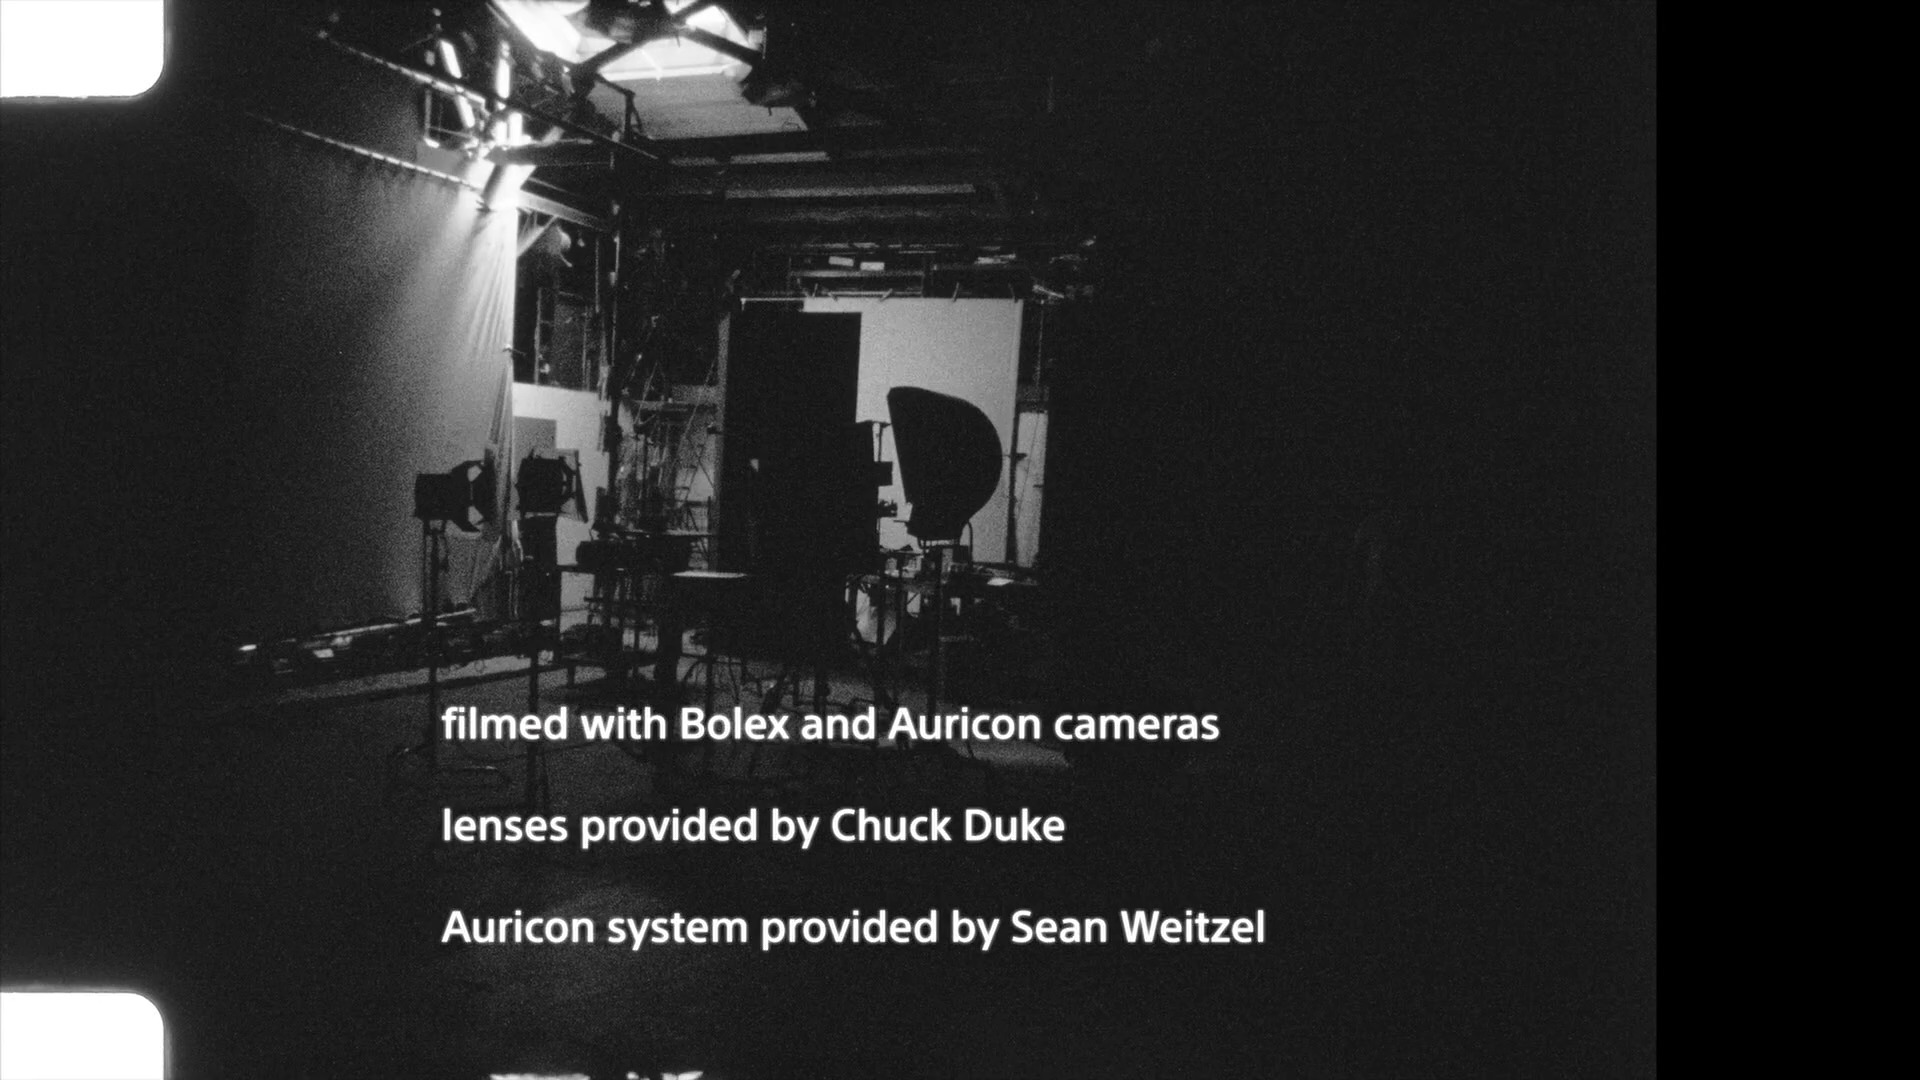 filmed with Bolex and Auricon cameras
lenses provided by Chuck Duke
Auricon system provided by Sean Weitzel